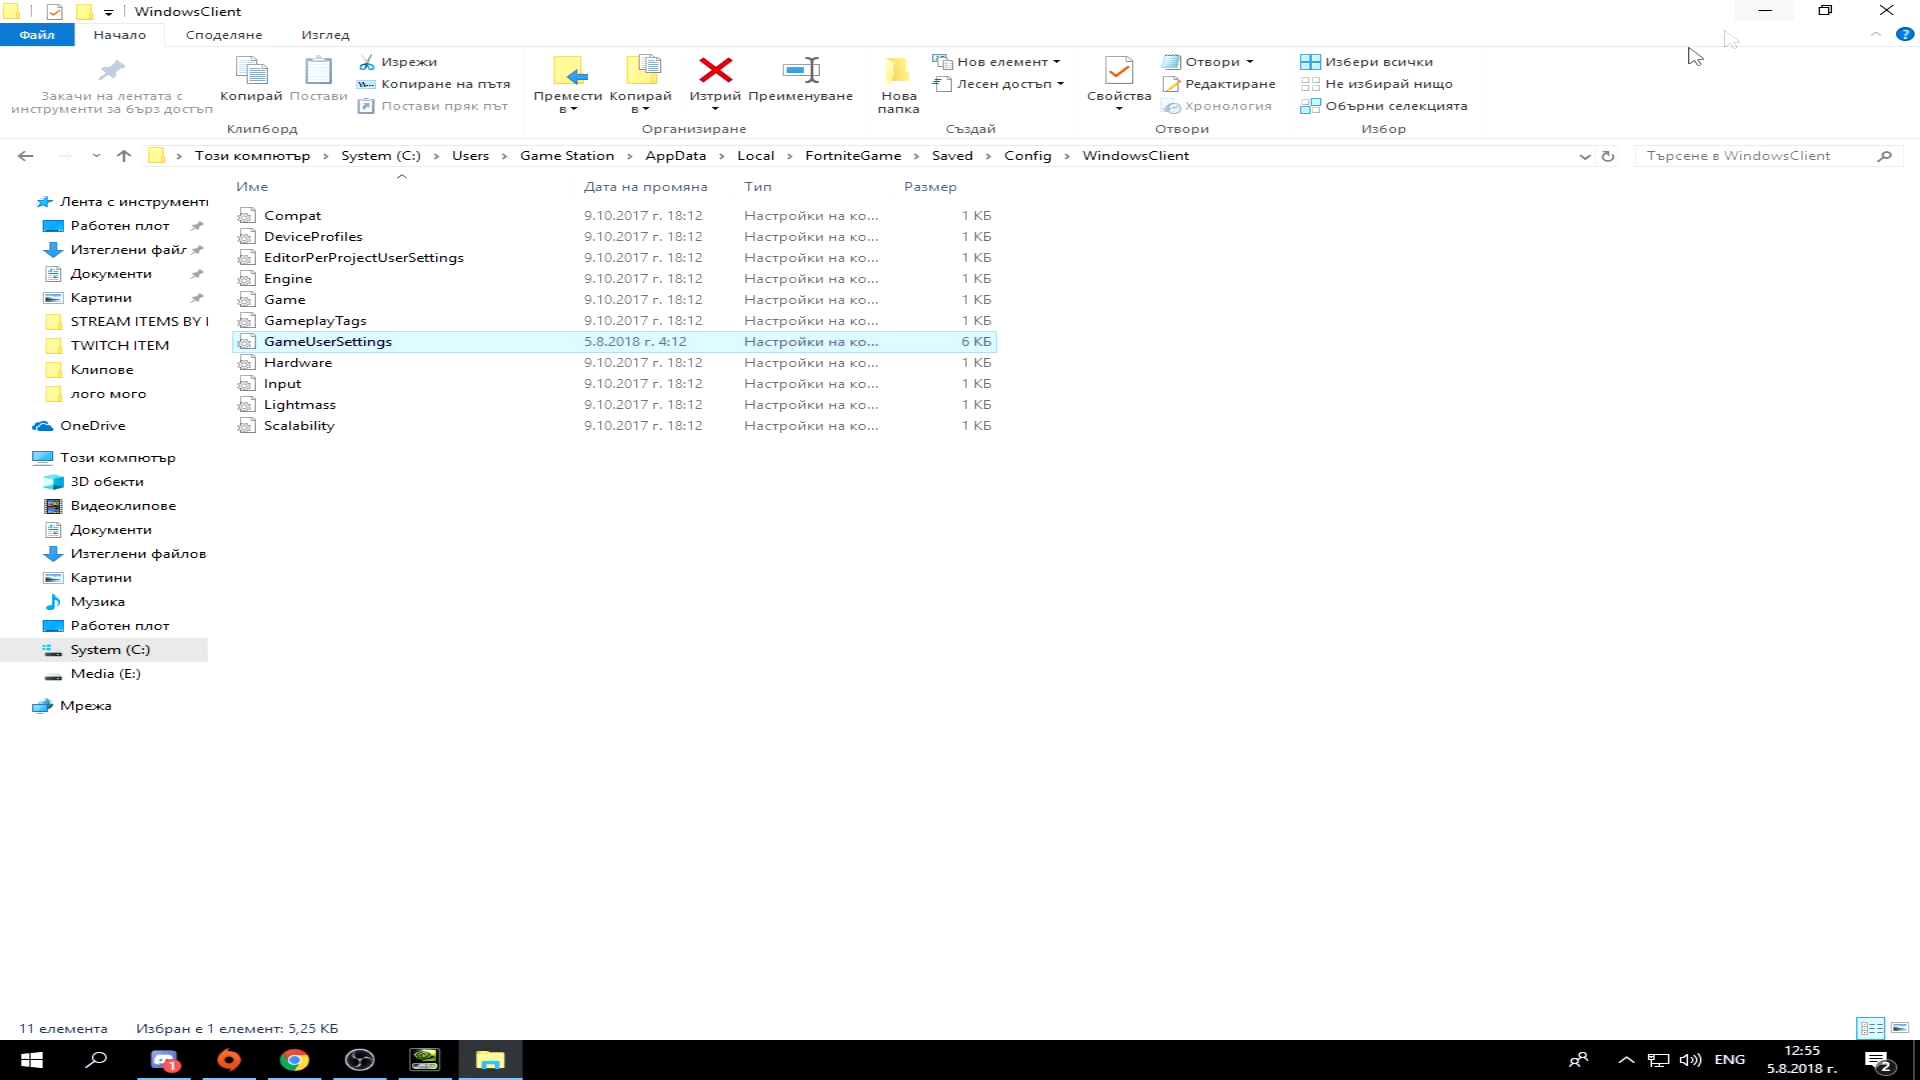 WindowsClient
Файл Начало Споделяне Изглед
Закачи на лентата с инструменти за бърз достъп
Копирай
Постави
Изрежи
Копиране на пътя
Постави пряк път
Клипборд
Премести в
Копирай в
Изтрий
Преименуване
Организиране
Нова папка
Нов елемент
Лесен достъп
Създай
Свойства
Отвори
Редактиране
Хронология
Отвори
Избери всички
Не избирай нищо
Обърни селекцията
Избор
Този компютър › System (C:) › Users › Game Station › AppData › Local › FortniteGame › Saved › Config › WindowsClient
Търсене в WindowsClient
Лента с инструменти
Работен плот
Изтеглени файл
Документи
Картини
STREAM ITEMS BY
TWITCH ITEM
Клипове
лого мого
OneDrive
Този компютър
3D обекти
Видеоклипове
Документи
Изтеглени файлов
Картини
Музика
Работен плот
System (C:)
Media (E:)
Мрежа
Име Дата на промяна Тип Размер
Compat 9.10.2017 г. 18:12 Настройки на ко... 1 КБ
DeviceProfiles 9.10.2017 г. 18:12 Настройки на ко... 1 КБ
EditorPerProjectUserSettings 9.10.2017 г. 18:12 Настройки на ко... 1 КБ
Engine 9.10.2017 г. 18:12 Настройки на ко... 1 КБ
Game 9.10.2017 г. 18:12 Настройки на ко... 1 КБ
GameplayTags 9.10.2017 г. 18:12 Настройки на ко... 1 КБ
GameUserSettings 5.8.2018 г. 4:12 Настройки на ко... 6 КБ
Hardware 9.10.2017 г. 18:12 Настройки на ко... 1 КБ
Input 9.10.2017 г. 18:12 Настройки на ко... 1 КБ
Lightmass 9.10.2017 г. 18:12 Настройки на ко... 1 КБ
Scalability 9.10.2017 г. 18:12 Настройки на ко... 1 КБ
11 елемента Избран е 1 елемент: 5,25 КБ
1
ENG
12:55
5.8.2018 г.
2